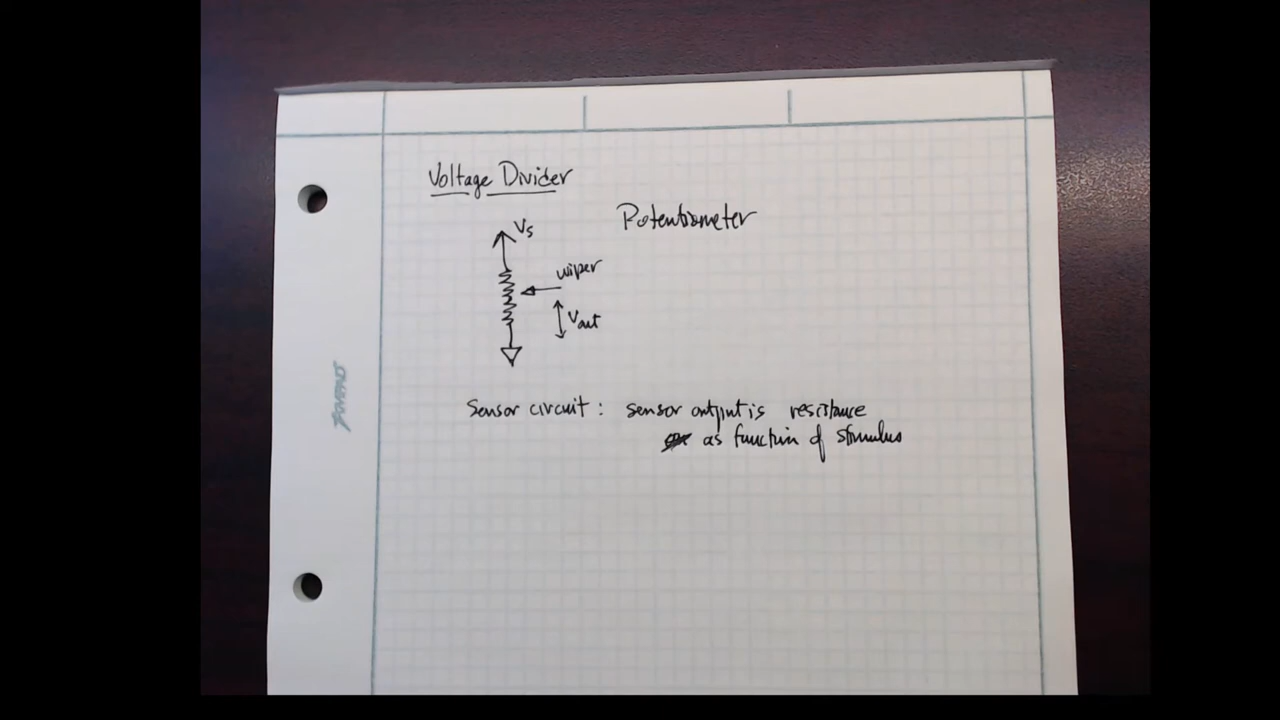 Voltage Divider
Potentiometer
Vs
wiper
Vout
Sensor circuit: sensor output is resistance
as function of stimulus